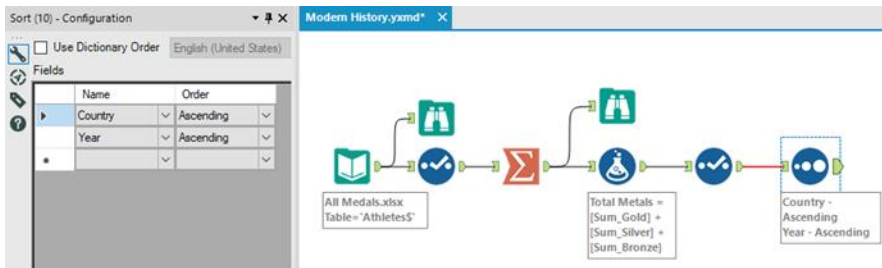 Sort (10) - Configuration
Modern History.yxmd*
Use Dictionary Order
English (United States)
Fields
Name
Order
Country
Ascending
Year
Ascending
All Medals.xlsx
Table='Athletes$'
Total Metals =
[Sum_Gold] +
[Sum_Silver] +
[Sum_Bronze]
Country -
Ascending
Year - Ascending